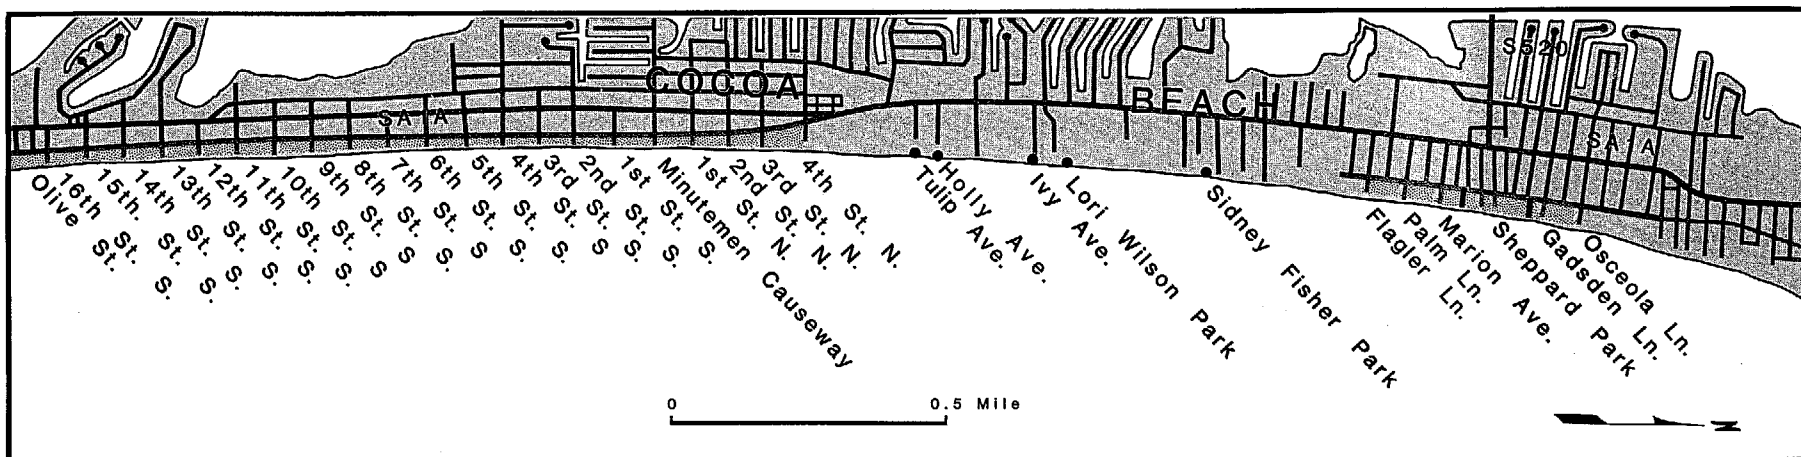 S520
COCOA
BEACH
SA1A
SA1A
Olive St.
16th St. S.
15th. St. S.
14th St. S.
13th St. S.
12th St. S.
11th St. S.
10th St. S
9th St. S.
8th St. S.
7th St. S.
6th St. S.
5th St. S.
4th St. S
3rd St. S.
2nd St. S.
1st St. S.
Minutemen Causeway
1st St. N.
2nd St. N.
3rd St. N.
4th St. N.
Tulip Ave.
Holly Ave.
Ivy Ave.
Lori Wilson Park
Sidney Fisher Park
Flagler Ln.
Palm Ln.
Marion Ave.
Sheppard Park
Gadsden Ln.
Osceola Ln.
0 0.5 Mile
N